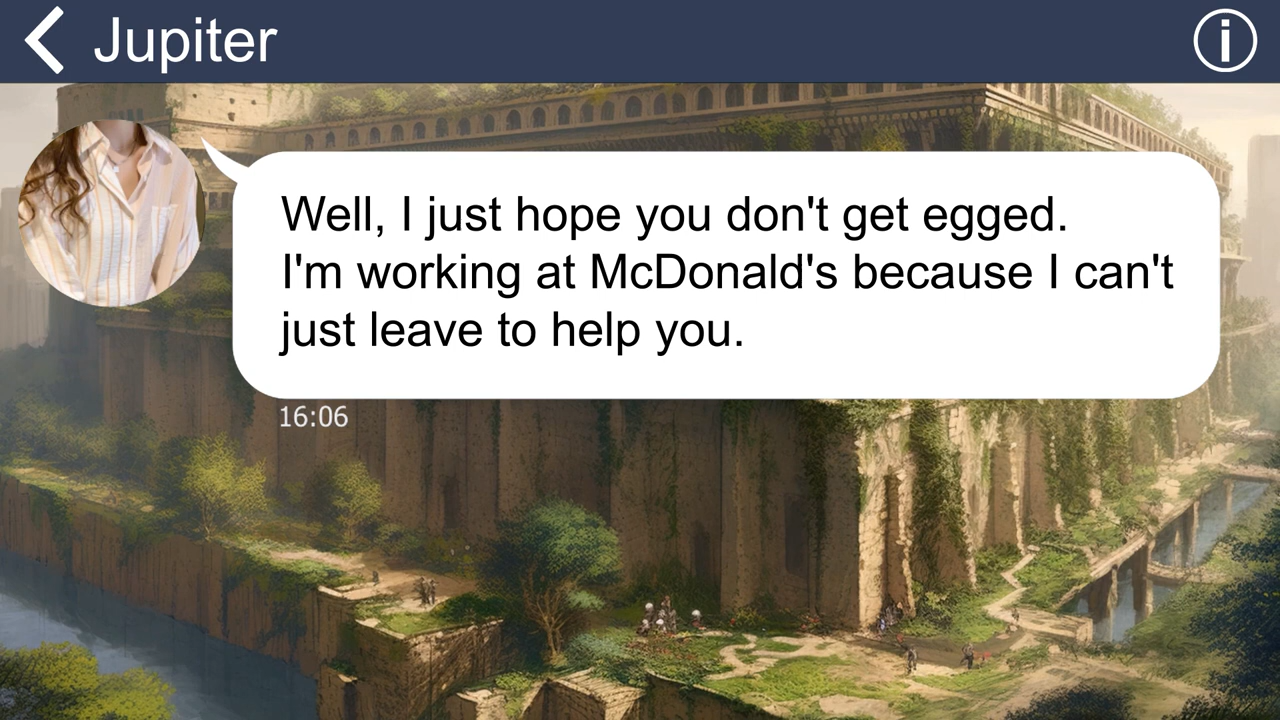 Jupiter
Well, I just hope you don't get egged.
I'm working at McDonald's because I can't
just leave to help you.
16:06